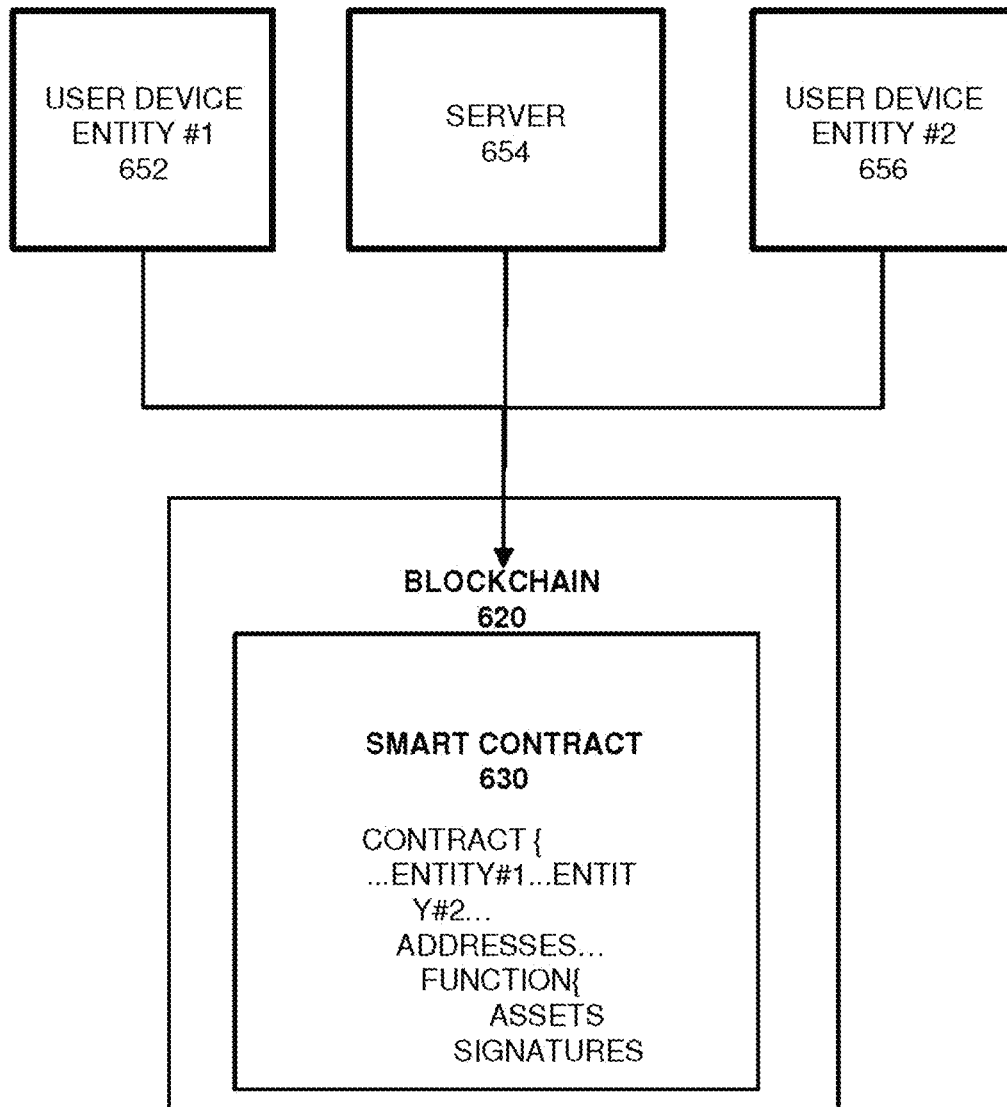 USER DEVICE
ENTITY #1
652
SERVER
654
USER DEVICE
ENTITY #2
656
BLOCKCHAIN
620
SMART CONTRACT
630
CONTRACT {
...ENTITY#1...ENTIT
Y#2...
ADDRESSES...
FUNCTION{
ASSETS
SIGNATURES